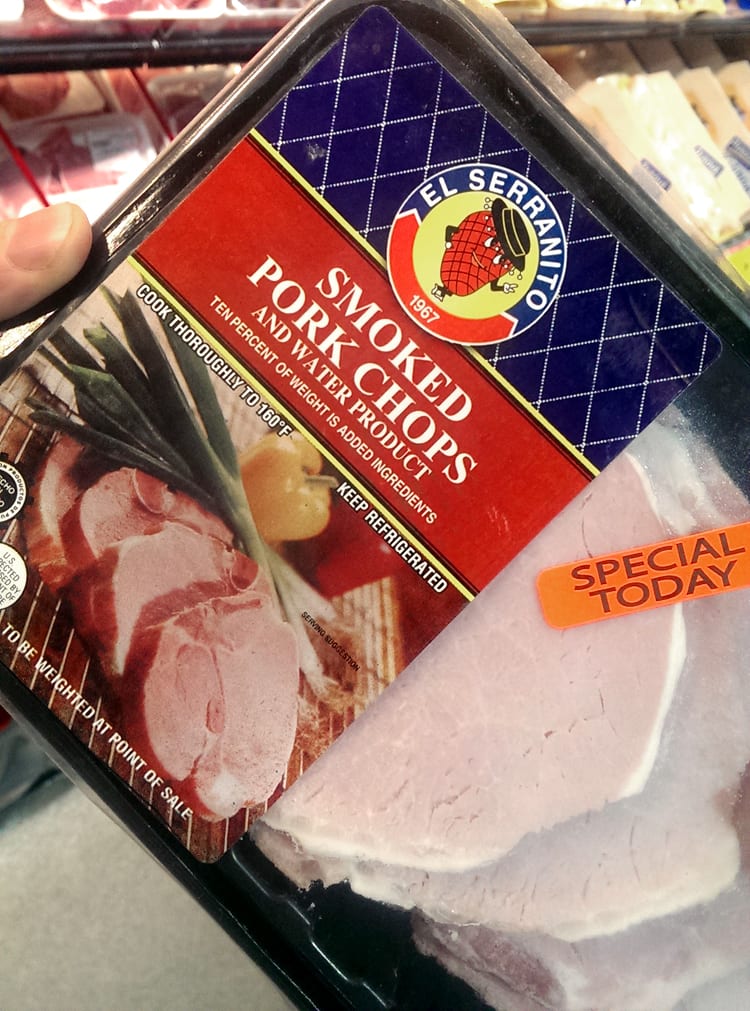 EL SERRANITO
1967
SMOKED
PORK CHOPS
AND WATER PRODUCT
TEN PERCENT OF WEIGHT IS ADDED INGREDIENTS
COOK THOROUGHLY TO 160°F
KEEP REFRIGERATED
SERVING SUGGESTION
SPECIAL
TODAY
U.S.
TO BE WEIGHTED AT POINT OF SALE